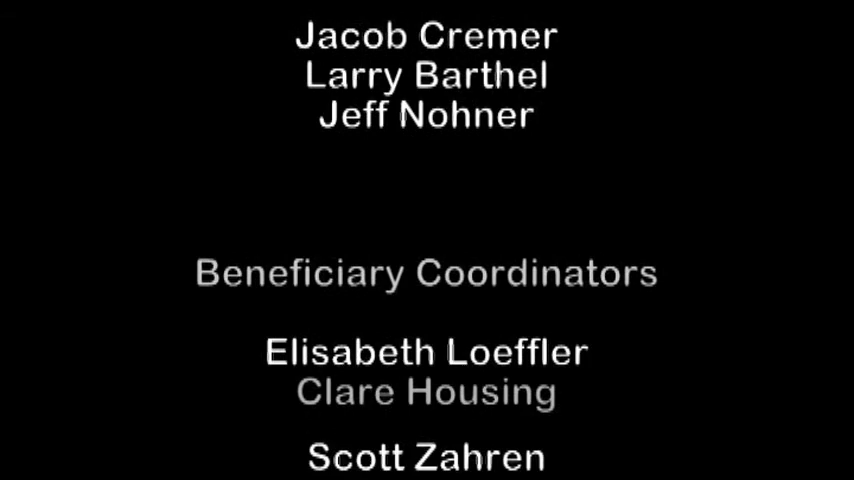 Jacob Cremer
Larry Barthel
Jeff Nohner
Beneficiary Coordinators
Elisabeth Loeffler
Clare Housing
Scott Zahren